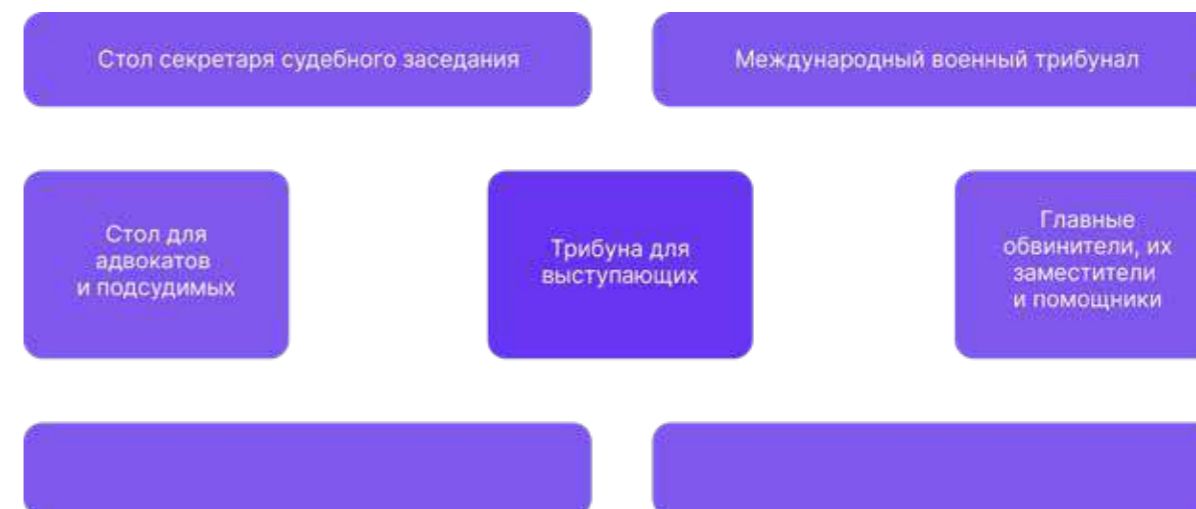 Стол секретаря судебного заседания
Международный военный трибунал
Стол для
адвокатов
и подсудимых
Трибуна для
выступающих
Главные
обвинители, их
заместители
и помощники